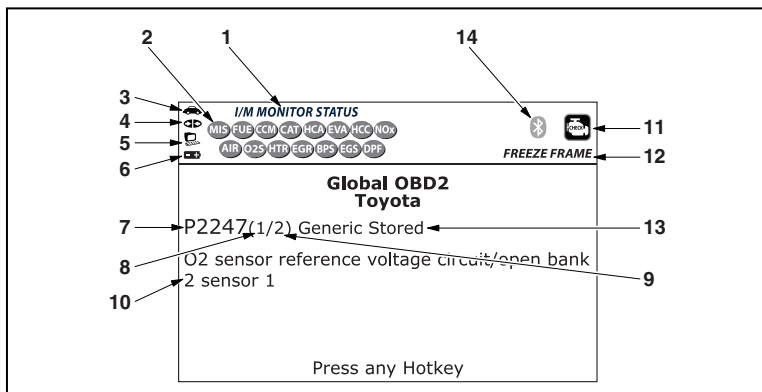 2 1 14
3
4
5
6
I/M MONITOR STATUS
MIS FUE CCM CAT HCA EVA HCC NOx
AIR O2S HTR EGR BPS EGS DPF
CHECK
11
FREEZE FRAME 12
Global OBD2
Toyota
7 P2247(1/2) Generic Stored 13
8 O2 sensor reference voltage circuit/open bank
10 2 sensor 1 9
Press any Hotkey